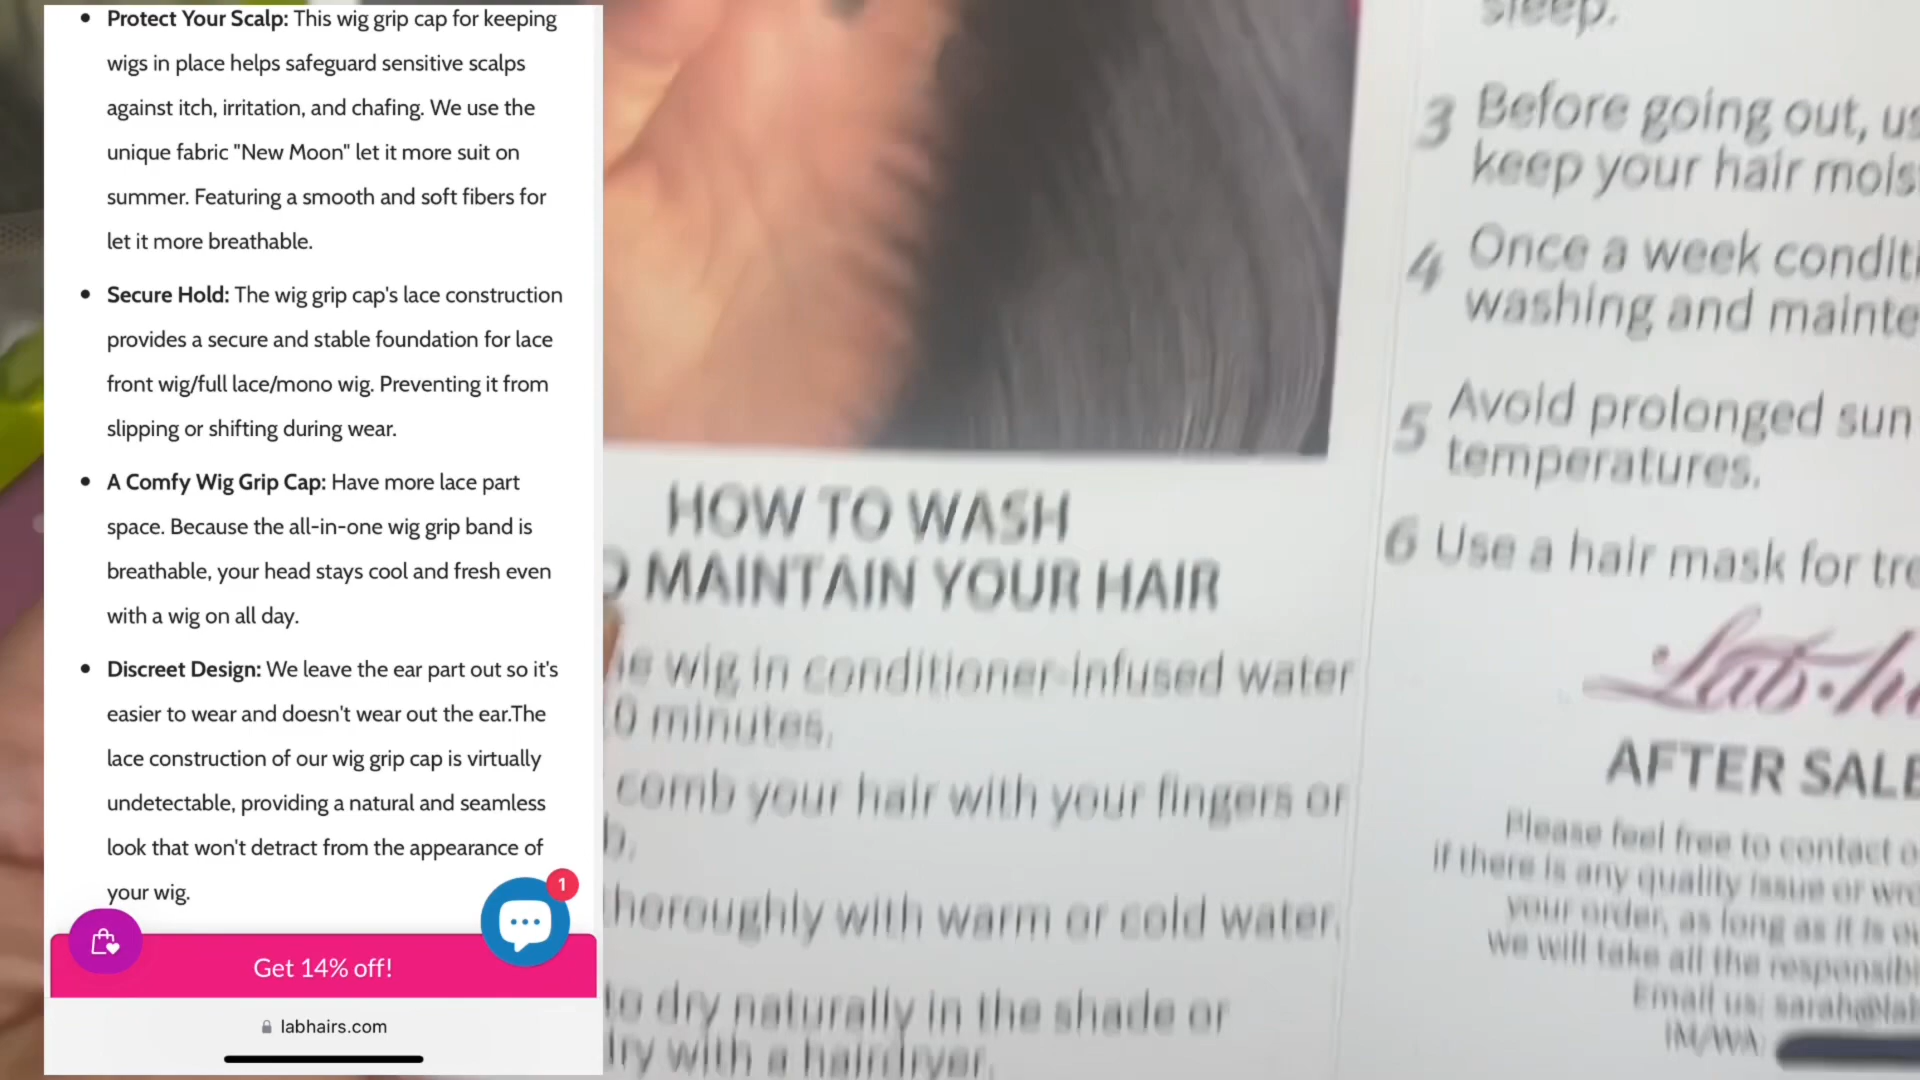 Protect Your Scalp: This wig grip cap for keeping
wigs in place helps safeguard sensitive scalps
against itch, irritation, and chafing. We use the
unique fabric "New Moon" let it more suit on
summer. Featuring a smooth and soft fibers for
let it more breathable.
Secure Hold: The wig grip cap's lace construction
provides a secure and stable foundation for lace
front wig/full lace/mono wig. Preventing it from
slipping or shifting during wear.
A Comfy Wig Grip Cap: Have more lace part
space. Because the all-in-one wig grip band is
breathable, your head stays cool and fresh even
with a wig on all day.
Discreet Design: We leave the ear part out so it's
easier to wear and doesn't wear out the ear.The
lace construction of our wig grip cap is virtually
undetectable, providing a natural and seamless
look that won't detract from the appearance of
your wig.
1
Get 14% off!
labhairs.com
HOW TO WASH
MAINTAIN YOUR HAIR
wig in conditioner-infused water
minutes.
comb your hair with your fingers or
with warm or cold water.
to dry naturally in the shade or
with a hairdryer.
sleep.
3 Before going out,
keep your hair
4 Once a week
washing and
5 Avoid prolonged sun
temperatures.
6 Use a hair mask for
AFTER
Please feel free to contact
if there is any quality issue or
your order, as long as it is
we will take all the
Email us:
IM/WA: